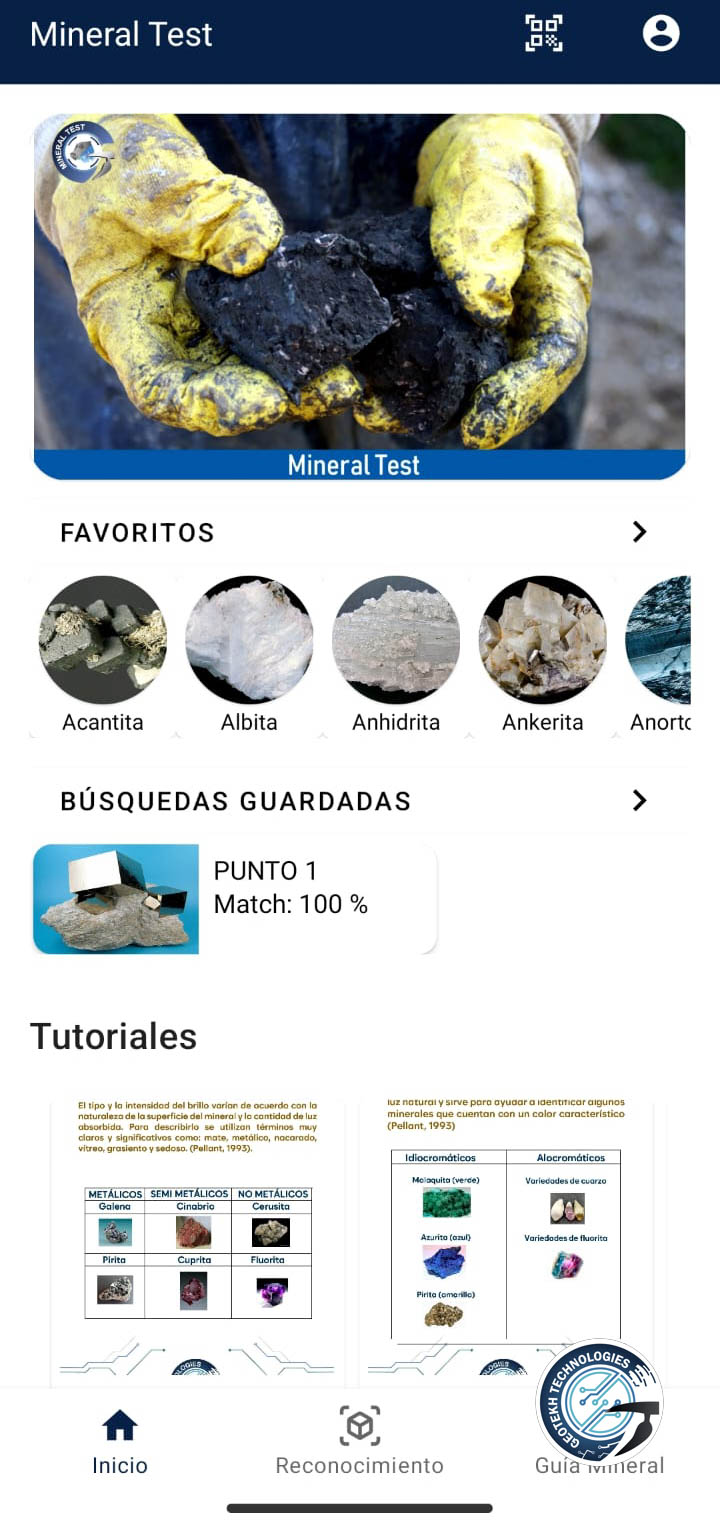 Mineral Test
MINERAL TEST
Mineral Test
FAVORITOS
Acantita
Albita
Anhidrita
Ankerita
Anorto
BÚSQUEDAS GUARDADAS
PUNTO 1
Match: 100 %
Tutoriales
El tipo y la intensidad del brillo varían de acuerdo con la
naturaleza de la superficie del mineral y la cantidad de luz
absorbida. Para describirlo se utilizan términos muy
claros y significativos como: mate, metálico, nacarado,
vítreo, grasiento y sedoso. (Pellant, 1993).
METÁLICOS SEMI METÁLICOS NO METÁLICOS
Galena Cinabrio Cerusita
Pirita Cuprita Fluorita
luz natural y sirve para ayudar a identificar algunos
minerales que cuentan con un color característico
(Pellant, 1993)
Idiocromáticos Alocromáticos
Malaquita (verde) Variedades de cuarzo
Azurita (azul) Variedades de fluorita
Pirita (amarilla)
GEOTEKH TECHNOLOGIES
Inicio
Reconocimiento
Guía Mineral